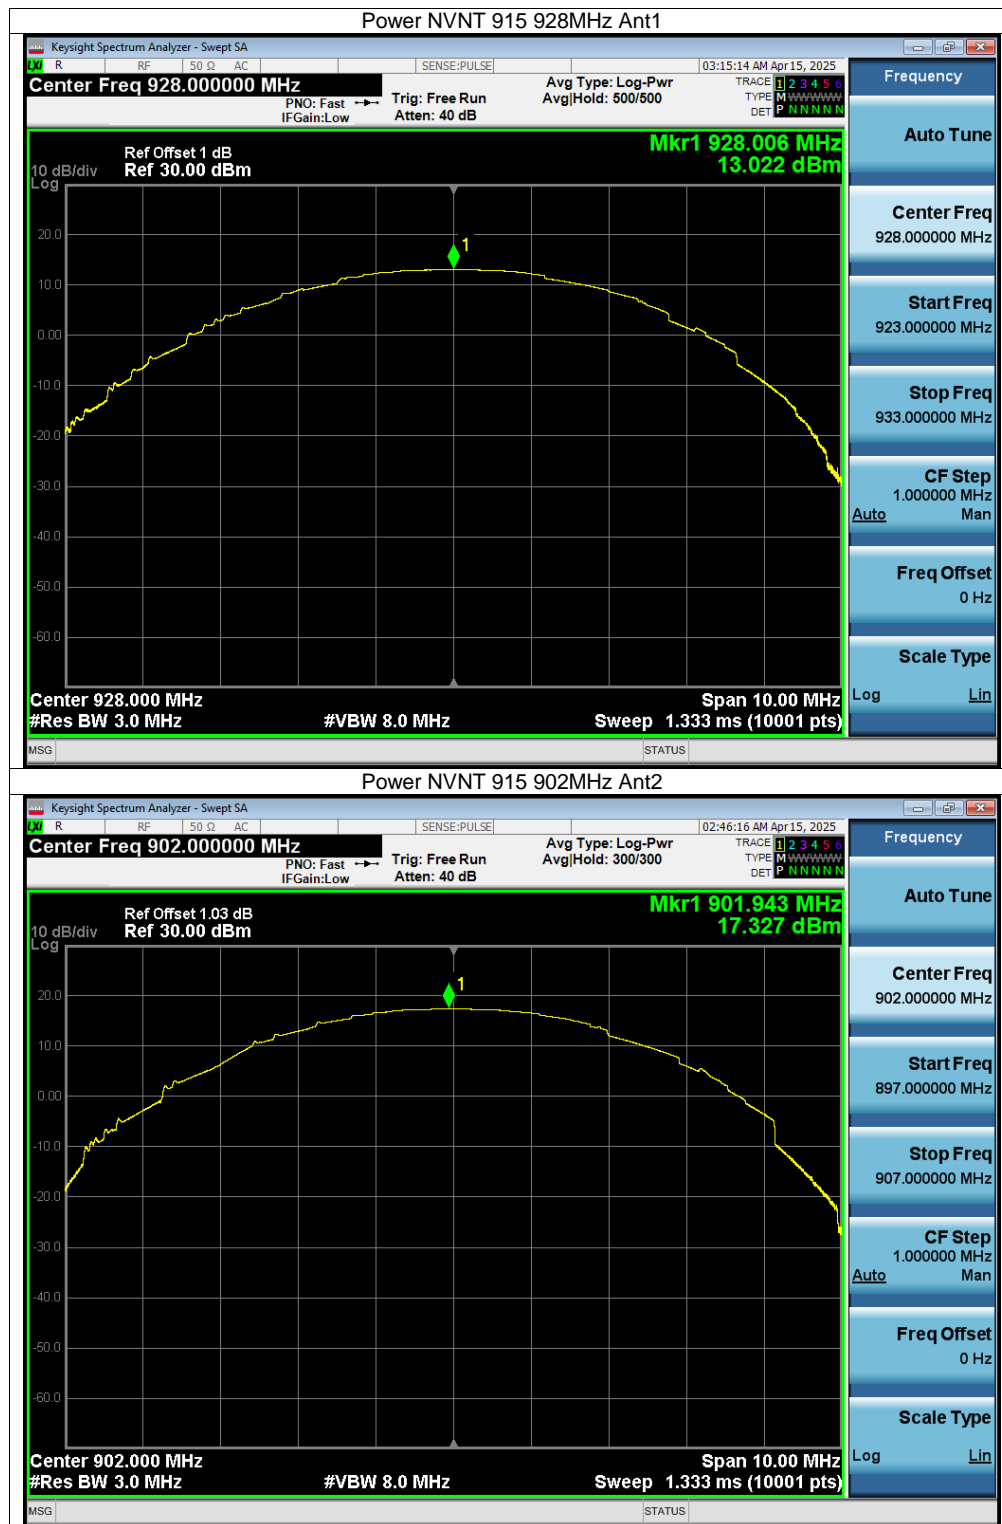 Power NVNT 915 928MHz Ant1
Keysight Spectrum Analyzer - Swept SA
LXI R RF 50 Ω AC SENSE:PULSE 03:15:14 AM Apr 15, 2025
Center Freq 928.000000 MHz
PNO: Fast
IFGain:Low
Trig: Free Run
Atten: 40 dB
Avg Type: Log-Pwr
Avg|Hold: 500/500
TRACE 1 2 3 4 5 6
TYPE M WWWWW
DET P N N N N N
Mkr1 928.006 MHz
13.022 dBm
Ref Offset 1 dB
10 dB/div Ref 30.00 dBm
Log
20.0
10.0
0.00
-10.0
-20.0
-30.0
-40.0
-50.0
-60.0
1
Center 928.000 MHz Span 10.00 MHz
#Res BW 3.0 MHz #VBW 8.0 MHz Sweep 1.333 ms (10001 pts)
MSG STATUS
Frequency
Auto Tune
Center Freq
928.000000 MHz
Start Freq
923.000000 MHz
Stop Freq
933.000000 MHz
CF Step
1.000000 MHz
Auto Man
Freq Offset
0 Hz
Scale Type
Log Lin
Power NVNT 915 902MHz Ant2
Keysight Spectrum Analyzer - Swept SA
LXI R RF 50 Ω AC SENSE:PULSE 02:46:16 AM Apr 15, 2025
Center Freq 902.000000 MHz
PNO: Fast
IFGain:Low
Trig: Free Run
Atten: 40 dB
Avg Type: Log-Pwr
Avg|Hold: 300/300
TRACE 1 2 3 4 5 6
TYPE M WWWWW
DET P N N N N N
Mkr1 901.943 MHz
17.327 dBm
Ref Offset 1.03 dB
10 dB/div Ref 30.00 dBm
Log
20.0
10.0
0.00
-10.0
-20.0
-30.0
-40.0
-50.0
-60.0
1
Center 902.000 MHz Span 10.00 MHz
#Res BW 3.0 MHz #VBW 8.0 MHz Sweep 1.333 ms (10001 pts)
MSG STATUS
Frequency
Auto Tune
Center Freq
902.000000 MHz
Start Freq
897.000000 MHz
Stop Freq
907.000000 MHz
CF Step
1.000000 MHz
Auto Man
Freq Offset
0 Hz
Scale Type
Log Lin